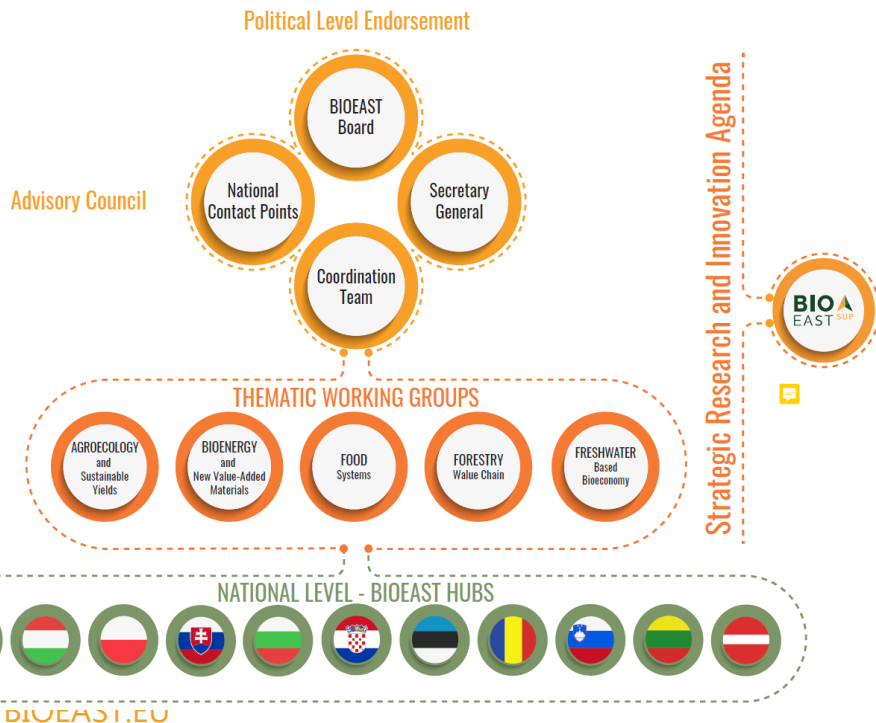 Political Level Endorsement
BIOEAST
Board
Advisory Council
National
Contact Points
Secretary
General
Coordination
Team
Strategic Research and Innovation Agenda
BIO
EAST SUP
THEMATIC WORKING GROUPS
AGROECOLOGY
and
Sustainable
Yields
BIOENERGY
and
New Value-Added
Materials
FOOD
Systems
FORESTRY
Walue Chain
FRESHWATER
Based
Bioeconomy
NATIONAL LEVEL - BIOEAST HUBS
BIOEAST.EU